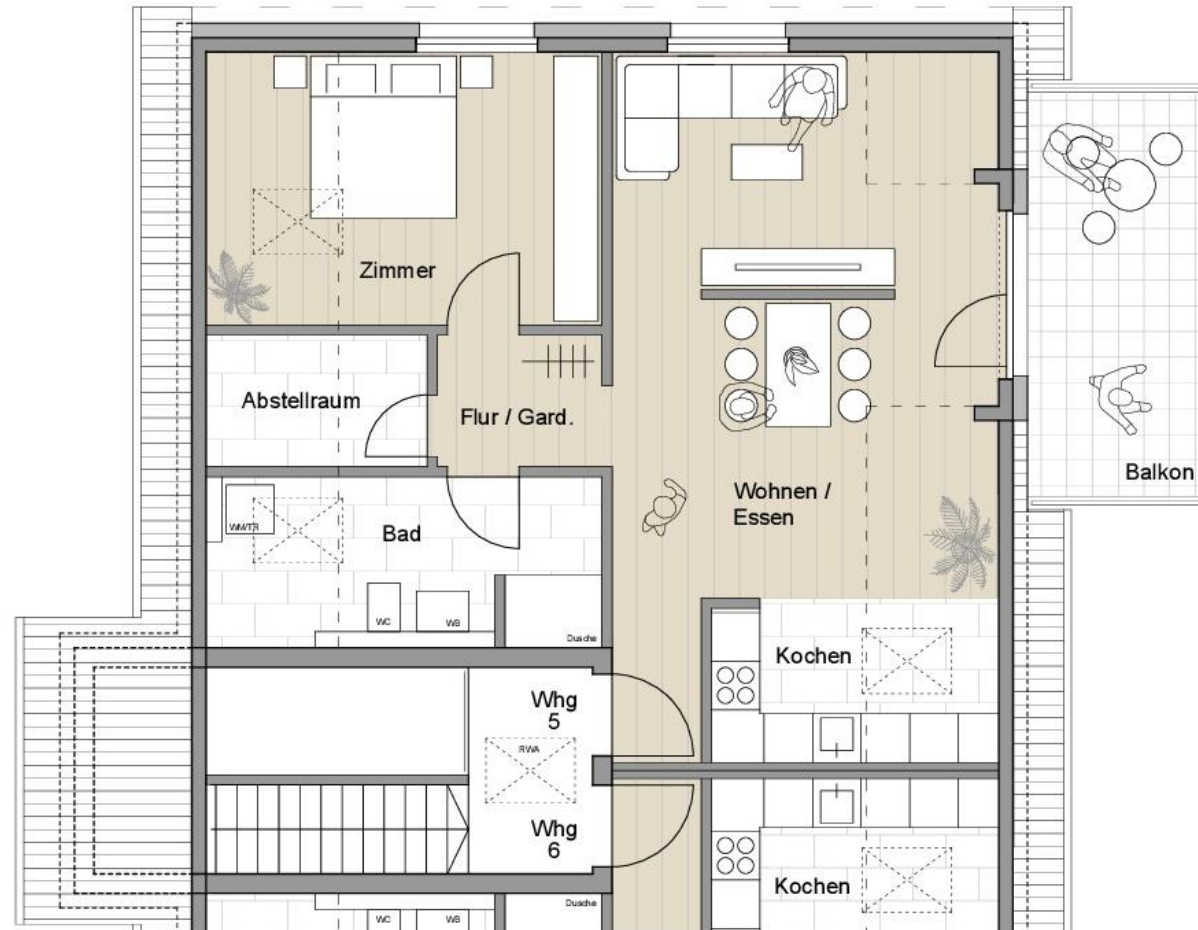 Zimmer
Abstellraum
Flur / Gard.
Balkon
Wohnen /
Essen
WM/TR
Bad
WC
WB
Dusche
Kochen
Whg
5
RWA
Whg
6
Kochen
Dusche
WC
WB